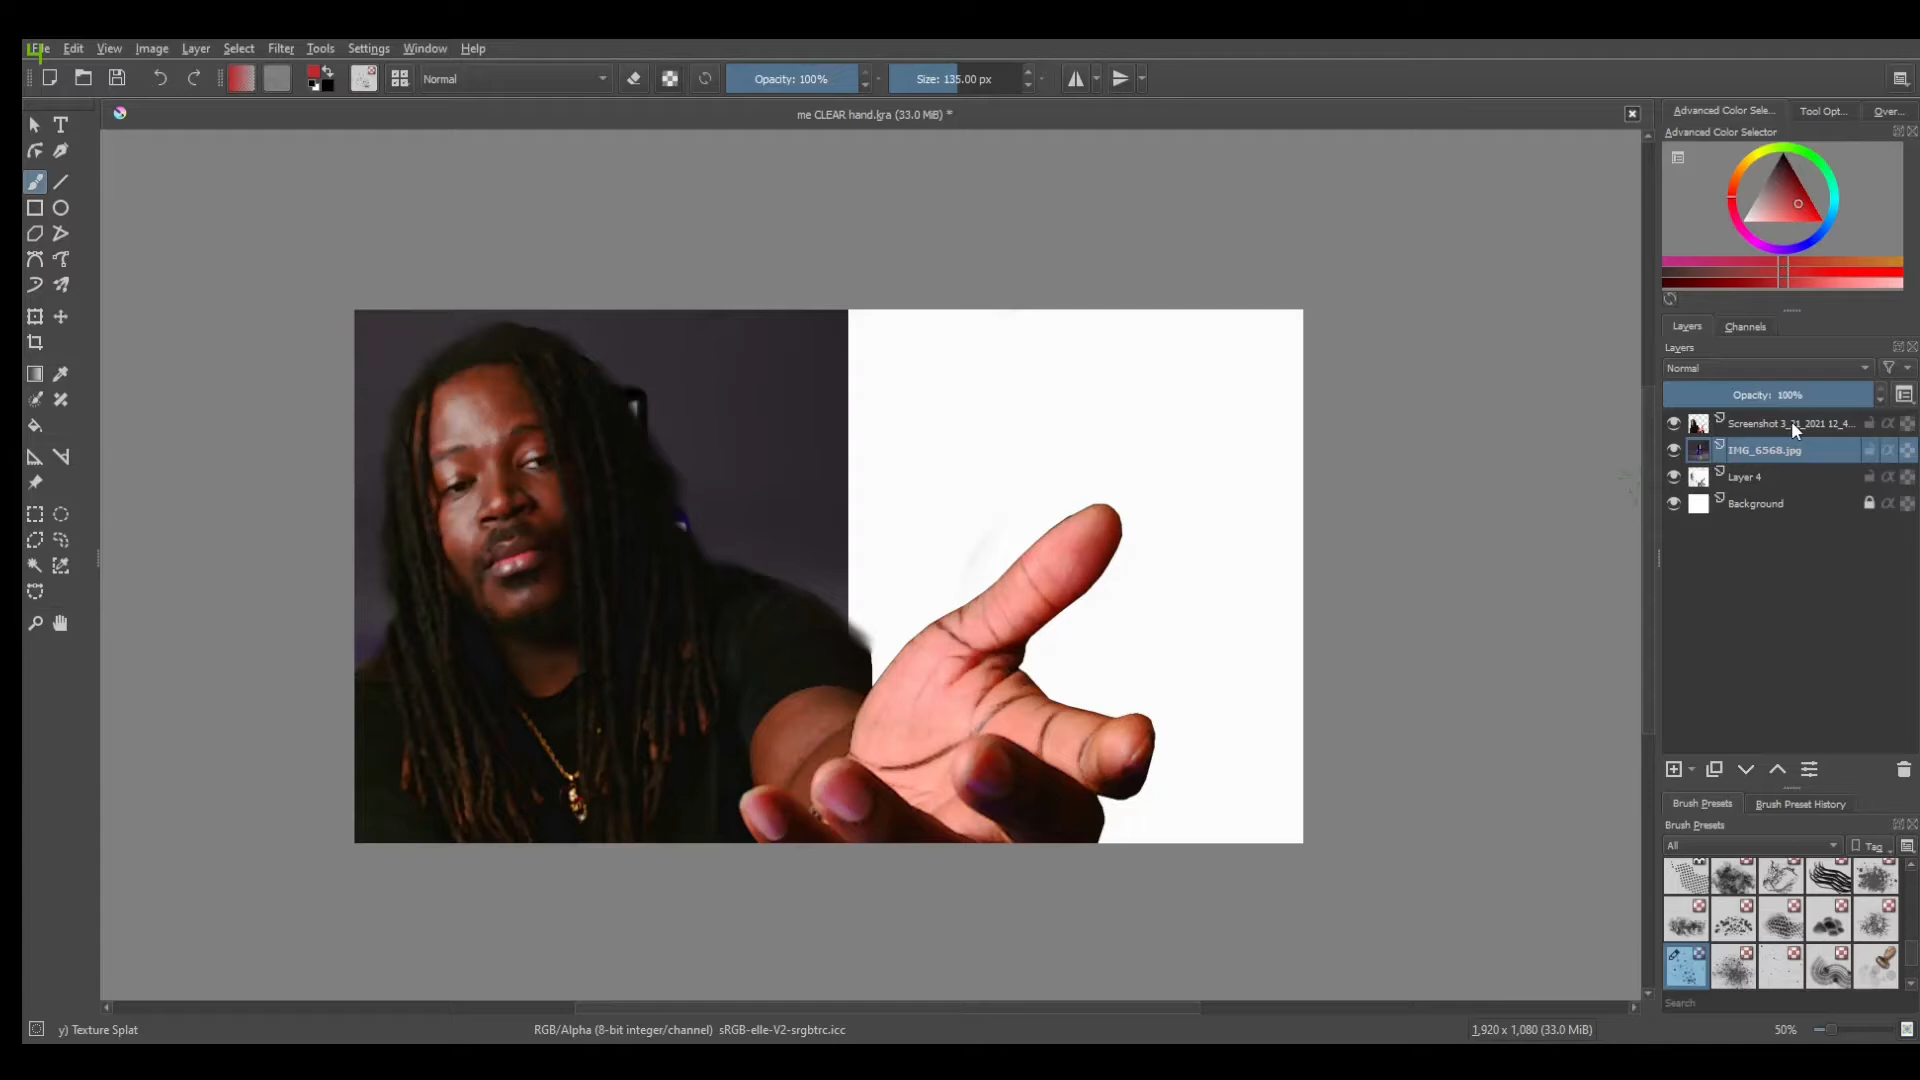 File Edit View Image Layer Select Filter Tools Settings Window Help
Normal
Opacity: 100%
Size: 135.00 px
me CLEAR hand.kra (33.0 MiB) *
Advanced Color Sele... Tool Opt... Over...
Advanced Color Selector
Layers Channels
Layers
Normal
Opacity: 100%
Screenshot 3_21_2021 12_4...
IMG_6568.jpg
Layer 4
Background
Brush Presets Brush Preset History
Brush Presets
All Tag
Search
y) Texture Splat RGB/Alpha (8-bit integer/channel) sRGB-elle-V2-srgbtrc.icc 1,920 x 1,080 (33.0 MiB) 50%